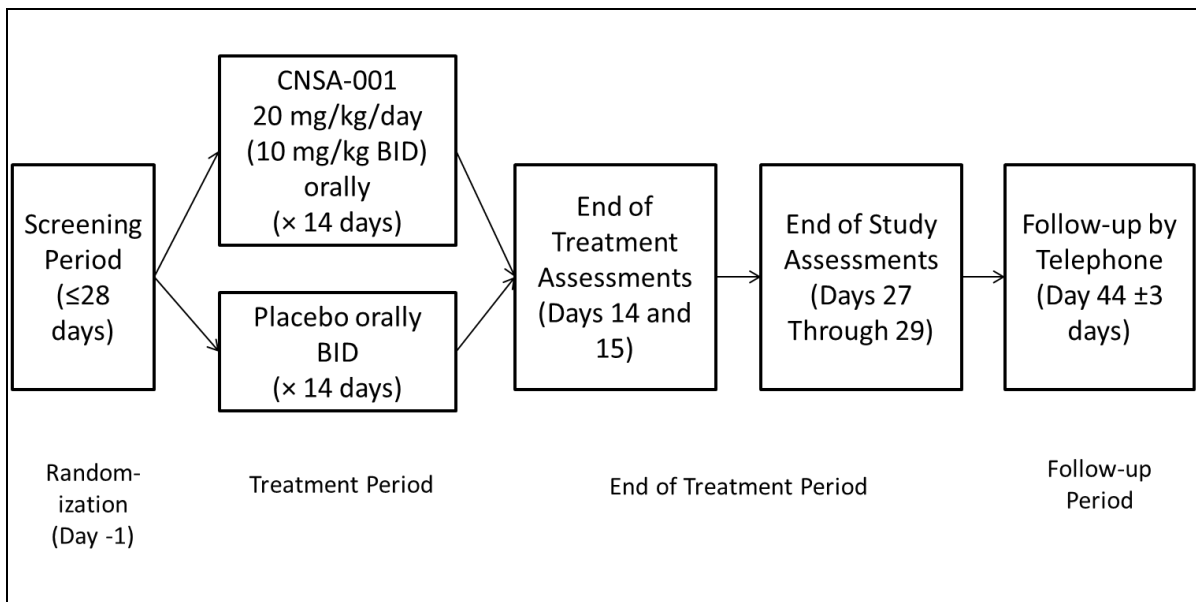 Screening
Period
(≤28
days)
CNSA-001
20 mg/kg/day
(10 mg/kg BID)
orally
(× 14 days)
Placebo orally
BID
(× 14 days)
End of
Treatment
Assessments
(Days 14 and
15)
End of Study
Assessments
(Days 27
Through 29)
Follow-up by
Telephone
(Day 44 ±3
days)
Random-
ization
(Day -1)
Treatment Period
End of Treatment Period
Follow-up
Period